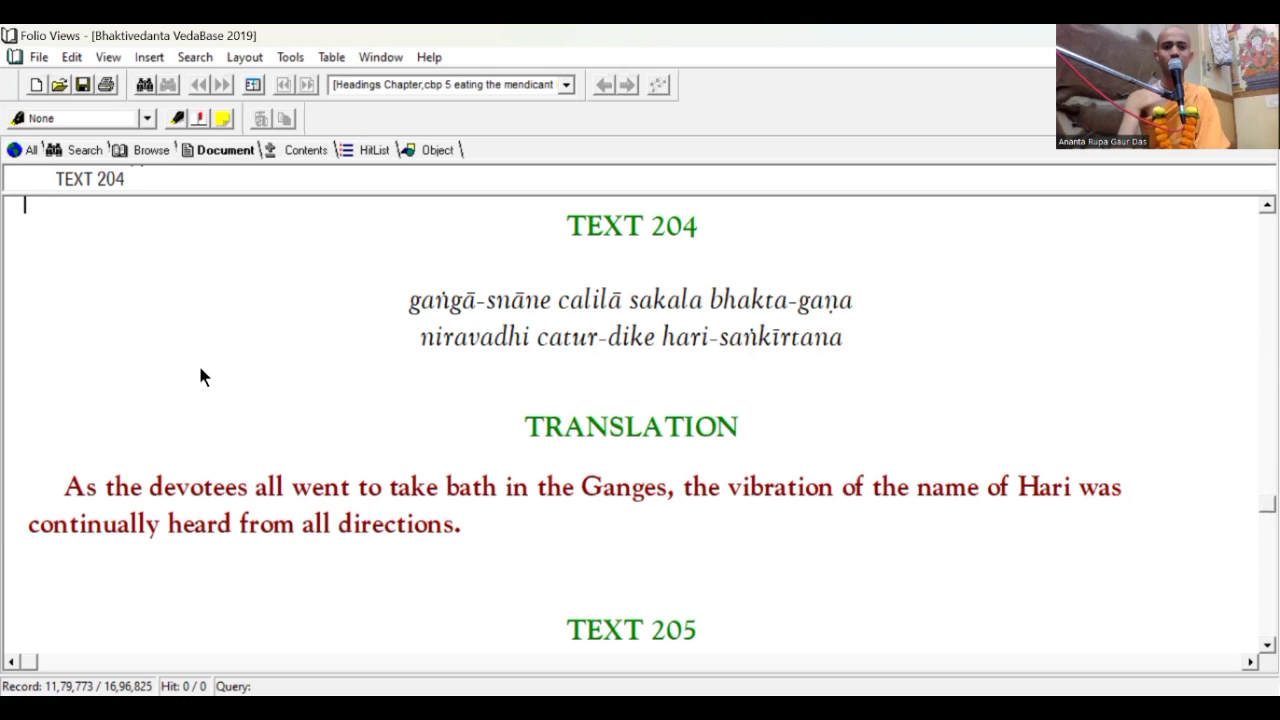 Folio Views - [Bhaktivedanta VedaBase 2019]
File Edit View Insert Search Layout Tools Table Window Help
[Headings Chapter,cbp 5 eating the mendicant
None
All Search Browse Document Contents HitList Object
TEXT 204
TEXT 204
gaṅgā-snāne calilā sakala bhakta-gaṇa
niravadhi catur-dike hari-saṅkīrtana
TRANSLATION
As the devotees all went to take bath in the Ganges, the vibration of the name of Hari was
continually heard from all directions.
TEXT 205
Record: 11,79,773 / 16,96,825 Hit: 0 / 0 Query:
Ananta Rupa Gaur Das